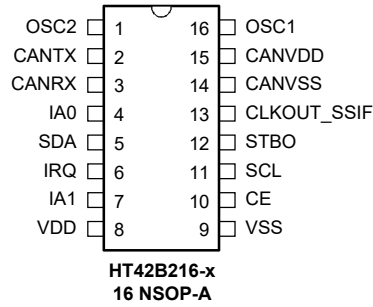 OSC2 1 16 OSC1
CANTX 2 15 CANVDD
CANRX 3 14 CANVSS
IA0 4 13 CLKOUT_SSIF
SDA 5 12 STBO
IRQ 6 11 SCL
IA1 7 10 CE
VDD 8 9 VSS
HT42B216-x
16 NSOP-A